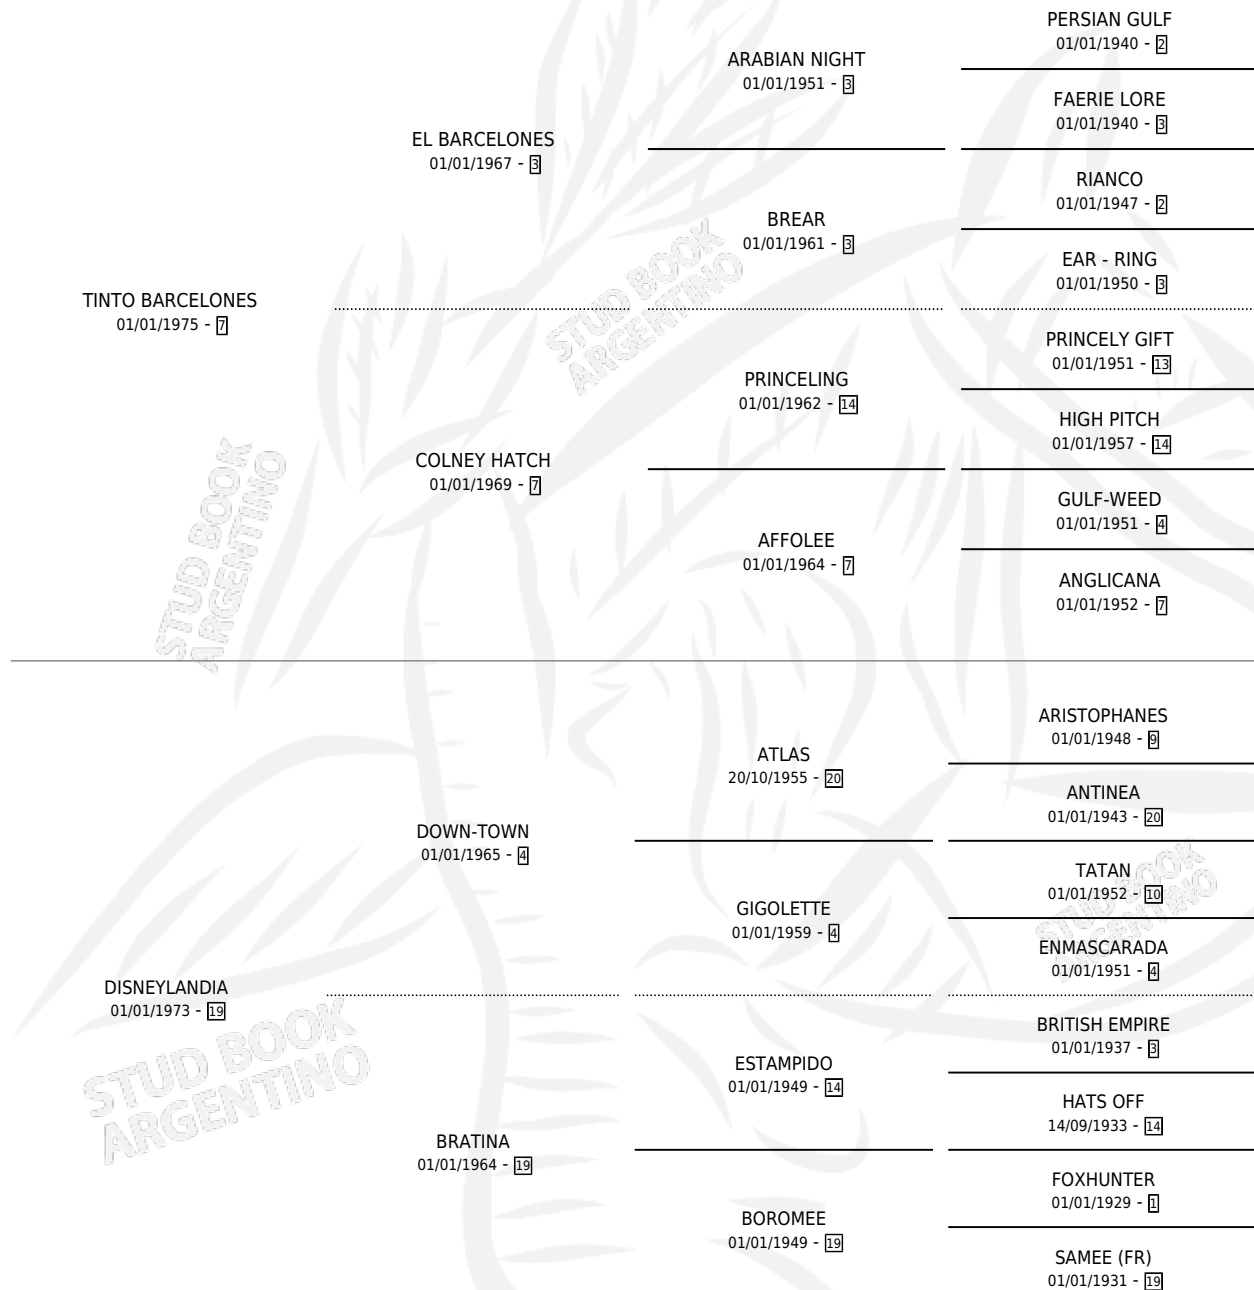 PERSIAN GULF
01/01/1940 - 2
ARABIAN NIGHT
01/01/1951 - 3
FAERIE LORE
01/01/1940 - 3
EL BARCELONES
01/01/1967 - 3
RIANCO
01/01/1947 - 2
BREAR
01/01/1961 - 3
EAR - RING
01/01/1950 - 3
TINTO BARCELONES
01/01/1975 - 7
PRINCELY GIFT
01/01/1951 - 13
PRINCELING
01/01/1962 - 14
HIGH PITCH
01/01/1957 - 14
COLNEY HATCH
01/01/1969 - 7
GULF-WEED
01/01/1951 - 4
AFFOLEE
01/01/1964 - 7
ANGLICANA
01/01/1952 - 7
ARISTOPHANES
01/01/1948 - 9
ATLAS
20/10/1955 - 20
ANTINEA
01/01/1943 - 20
DOWN-TOWN
01/01/1965 - 4
TATAN
01/01/1952 - 10
GIGOLETTE
01/01/1959 - 4
ENMASCARADA
01/01/1951 - 4
DISNEYLANDIA
01/01/1973 - 19
BRITISH EMPIRE
01/01/1937 - 3
ESTAMPIDO
01/01/1949 - 14
HATS OFF
14/09/1933 - 14
BRATINA
01/01/1964 - 19
FOXHUNTER
01/01/1929 - 1
BOROMEE
01/01/1949 - 19
SAMEE (FR)
01/01/1931 - 19
STUD BOOK
ARGENTINO
STUD BOOK
ARGENTINO
STUD BOOK
ARGENTINO
STUD BOOK
ARGENTINO